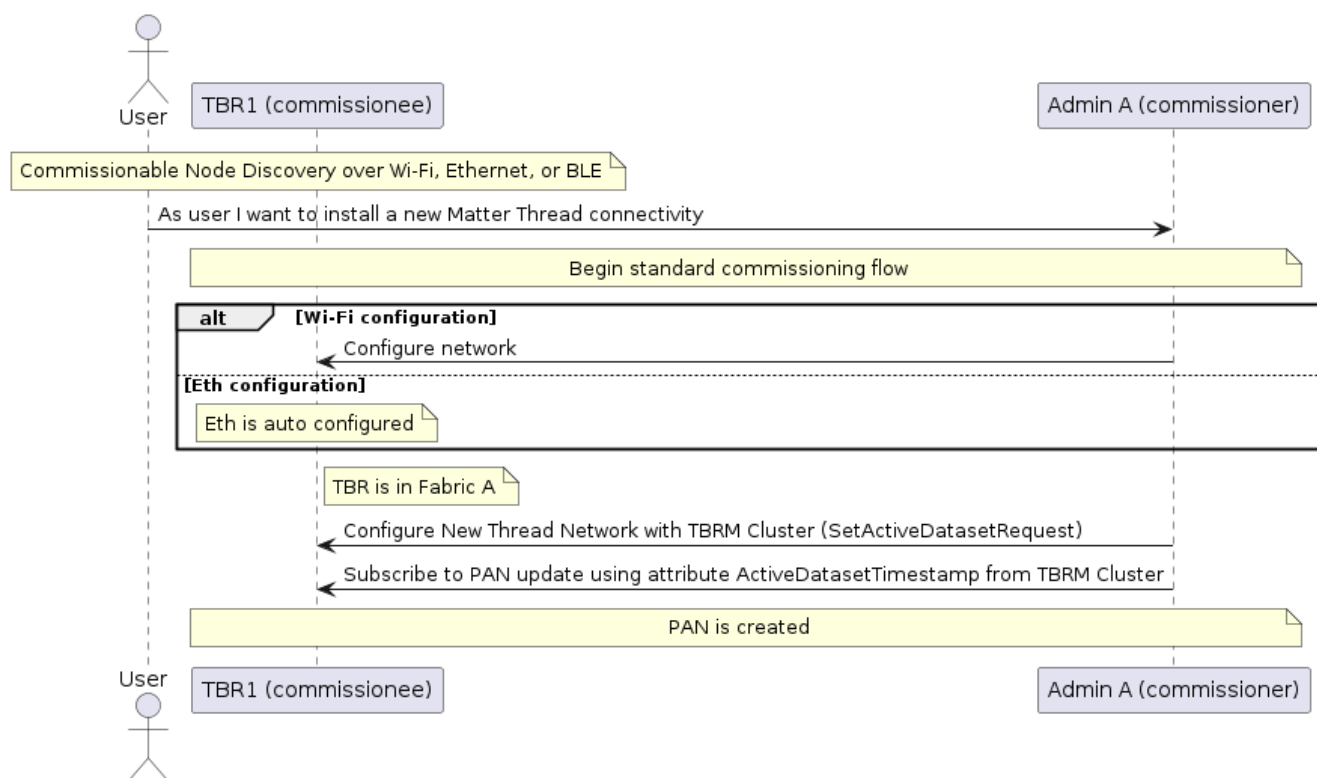 User
TBR1 (commissionee)
Admin A (commissioner)
Commissionable Node Discovery over Wi-Fi, Ethernet, or BLE
As user I want to install a new Matter Thread connectivity
Begin standard commissioning flow
alt
[Wi-Fi configuration]
Configure network
[Eth configuration]
Eth is auto configured
TBR is in Fabric A
Configure New Thread Network with TBRM Cluster (SetActiveDatasetRequest)
Subscribe to PAN update using attribute ActiveDatasetTimestamp from TBRM Cluster
PAN is created
User
TBR1 (commissionee)
Admin A (commissioner)